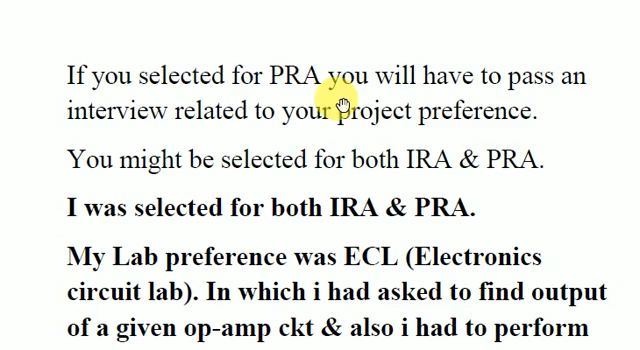 If you selected for PRA you will have to pass an
interview related to your project preference.
You might be selected for both IRA & PRA.
I was selected for both IRA & PRA.
My Lab preference was ECL (Electronics
circuit lab). In which i had asked to find output
of a given op-amp ckt & also i had to perform